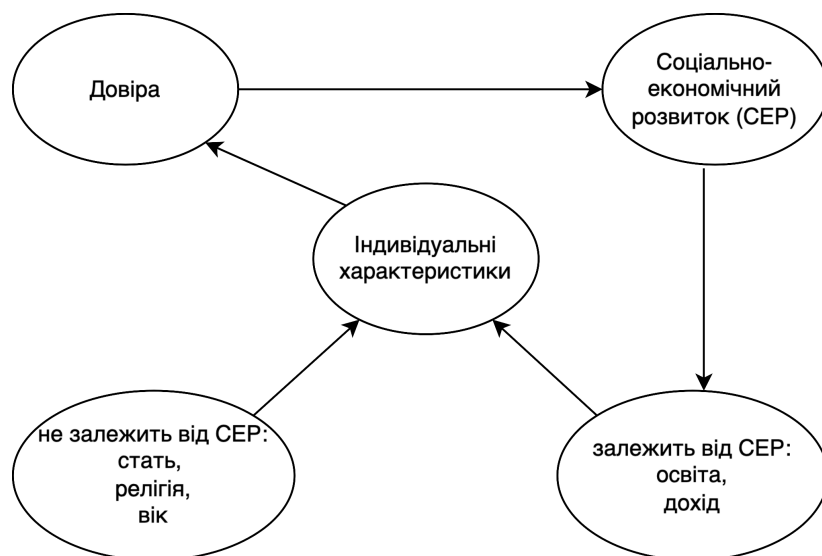 Довіра
Соціально-
економічний
розвиток (СЕР)
Індивідуальні
характеристики
не залежить від СЕР:
стать,
релігія,
вік
залежить від СЕР:
освіта,
дохід